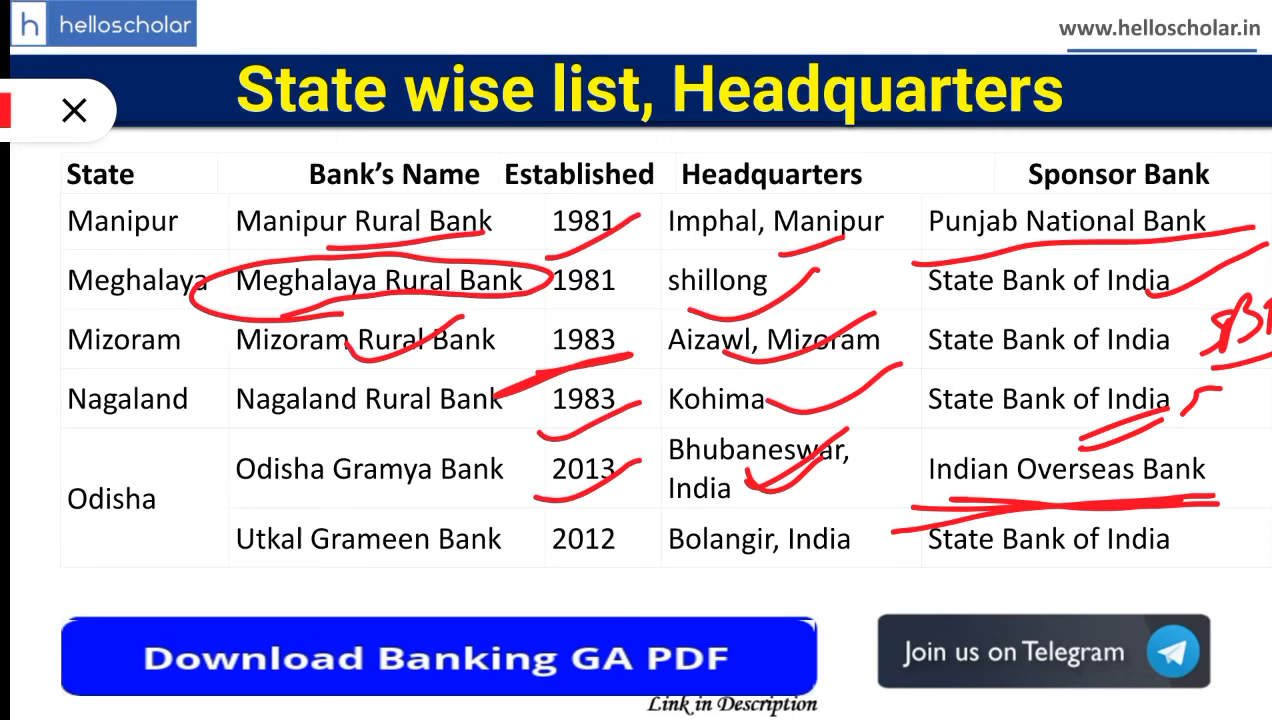 h helloscholar
www.helloscholar.in
State wise list, Headquarters
State Bank's Name Established Headquarters Sponsor Bank
Manipur Manipur Rural Bank 1981 Imphal, Manipur Punjab National Bank
Meghalaya Meghalaya Rural Bank 1981 shillong State Bank of India
Mizoram Mizoram Rural Bank 1983 Aizawl, Mizoram State Bank of India
Nagaland Nagaland Rural Bank 1983 Kohima State Bank of India
Odisha Odisha Gramya Bank 2013 Bhubaneswar, India Indian Overseas Bank
Utkal Grameen Bank 2012 Bolangir, India State Bank of India
Download Banking GA PDF
Join us on Telegram
Link in Description